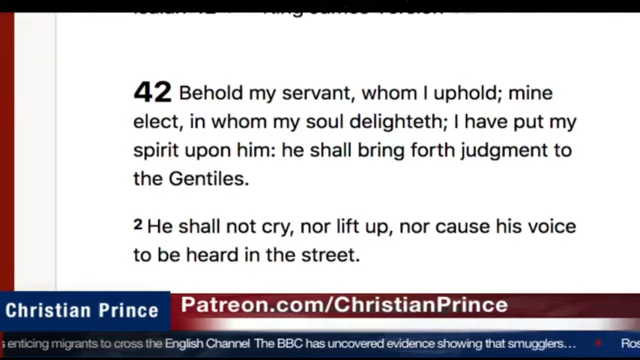 42 Behold my servant, whom I uphold; mine
elect, in whom my soul delighteth; I have put my
spirit upon him: he shall bring forth judgment to
the Gentiles.
2 He shall not cry, nor lift up, nor cause his voice
to be heard in the street.
Christian Prince
Patreon.com/ChristianPrince
enticing migrants to cross the English Channel The BBC has uncovered evidence showing that smugglers...